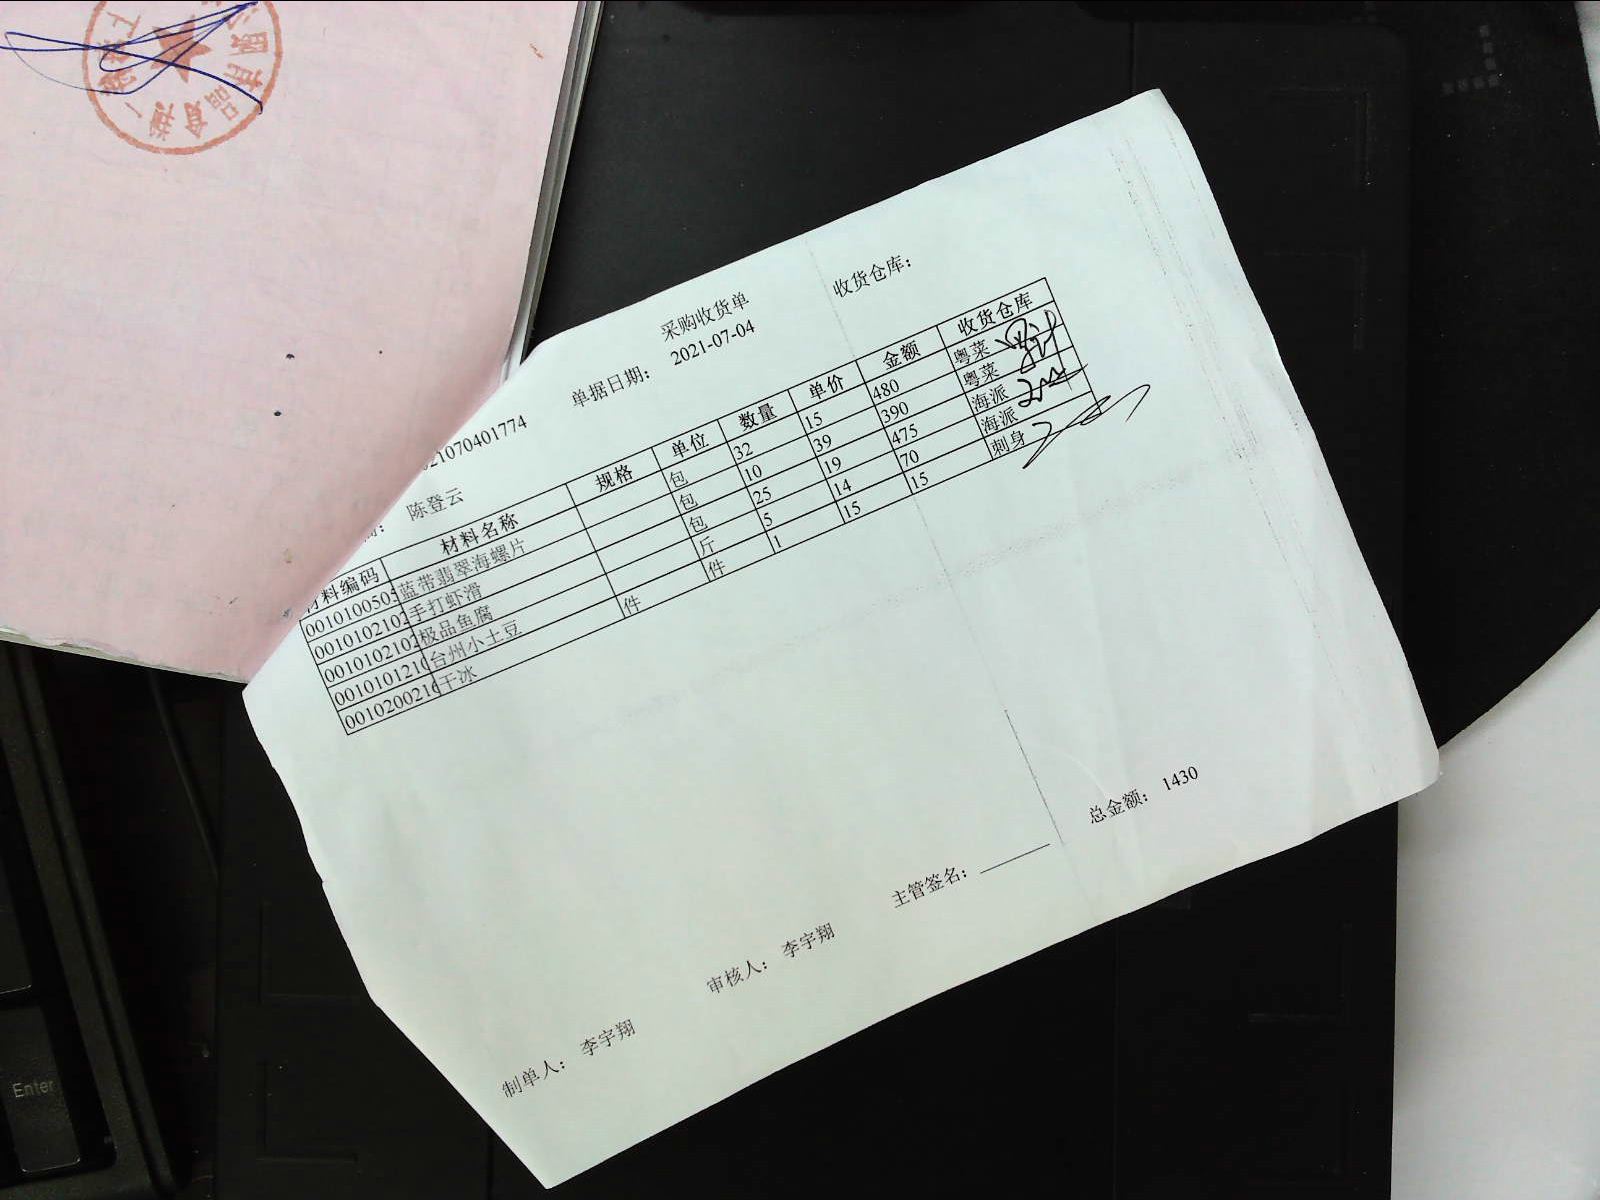 采购收货单
收货仓库：
单据日期： 2021-07-04
21070401774
陈登云
材料编码 材料名称 规格 单位 数量 单价 金额 收货仓库
0010100505 蓝带翡翠海螺片 包 32 15 480 粤菜
001010210 手打虾滑 包 10 39 390 粤菜
001010210 极品鱼腐 包 25 19 475 海派
001010121 台州小土豆 斤 5 14 70 海派
001020021 干冰 件 件 1 15 15 刺身
总金额： 1430
制单人： 李宇翔 审核人： 李宇翔 主管签名：
Enter